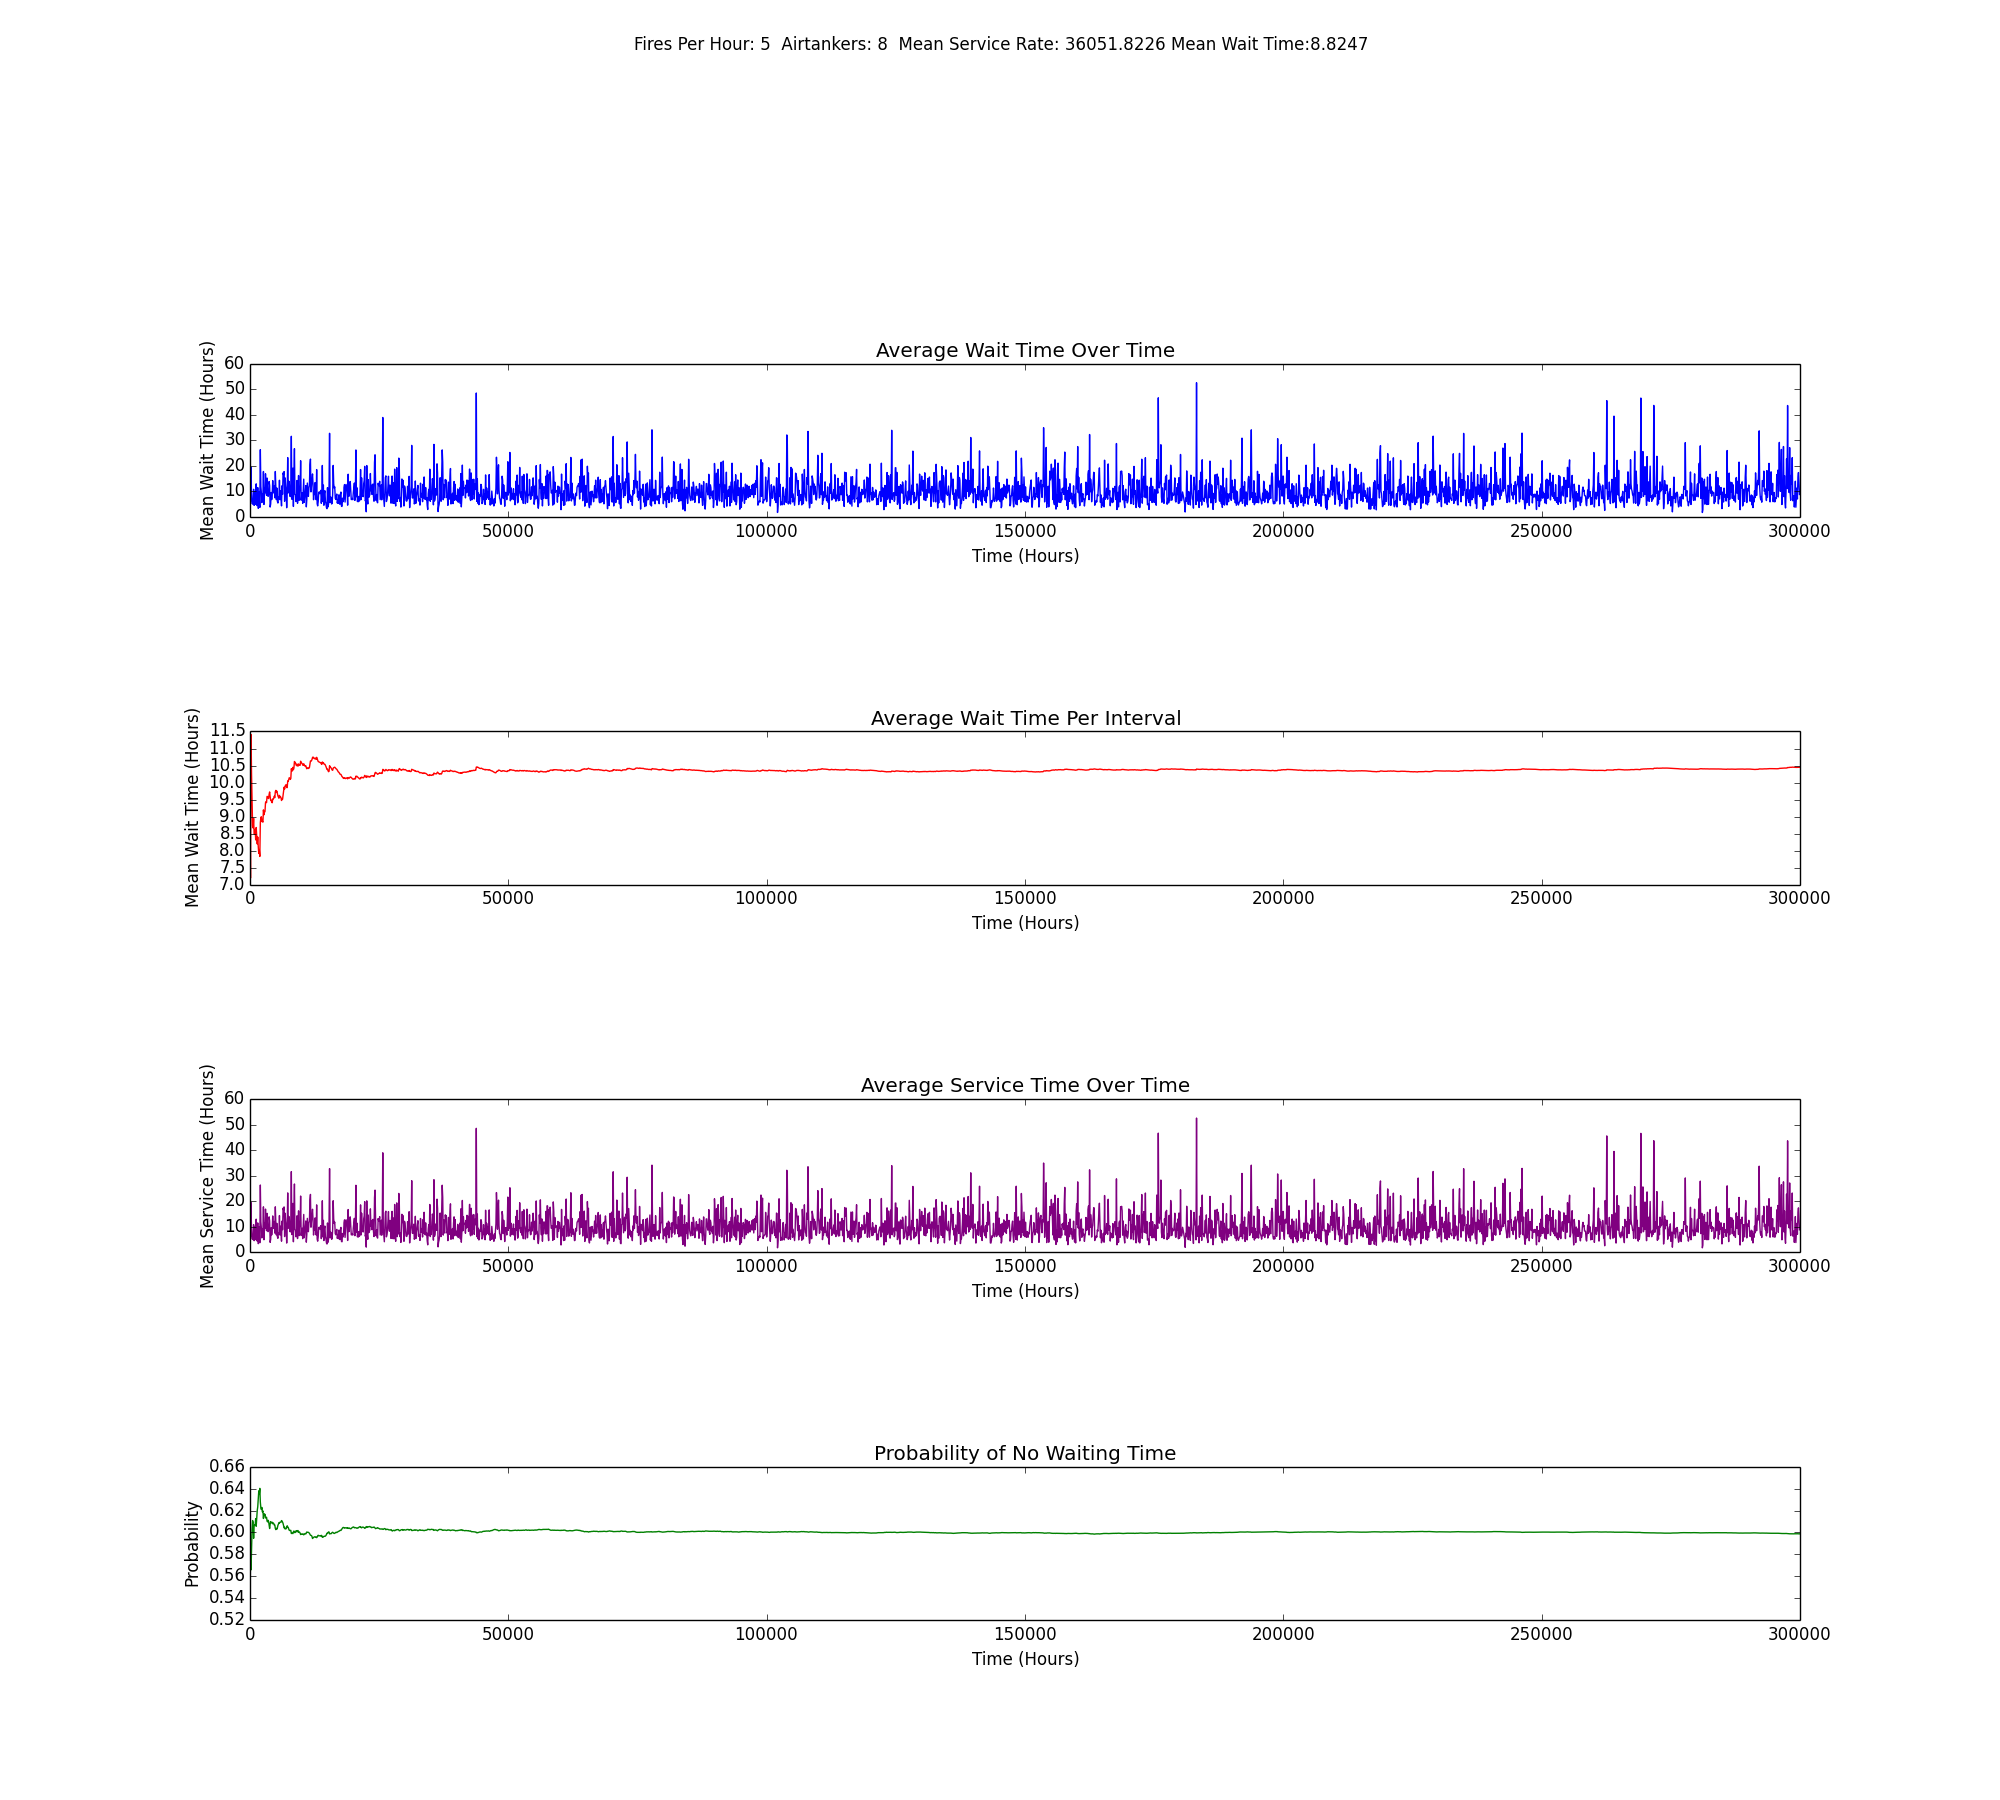 Fires Per Hour: 5  Airtankers: 8  Mean Service Rate: 36051.8226 Mean Wait Time:8.8247
Average Wait Time Over Time
Mean Wait Time (Hours)
60
50
40
30
20
10
0
0 50000 100000 150000 200000 250000 300000
Time (Hours)
Average Wait Time Per Interval
Mean Wait Time (Hours)
11.5
11.0
10.5
10.0
9.5
9.0
8.5
8.0
7.5
7.0
0 50000 100000 150000 200000 250000 300000
Time (Hours)
Average Service Time Over Time
Mean Service Time (Hours)
60
50
40
30
20
10
0
0 50000 100000 150000 200000 250000 300000
Time (Hours)
Probability of No Waiting Time
Probability
0.66
0.64
0.62
0.60
0.58
0.56
0.54
0.52
0 50000 100000 150000 200000 250000 300000
Time (Hours)